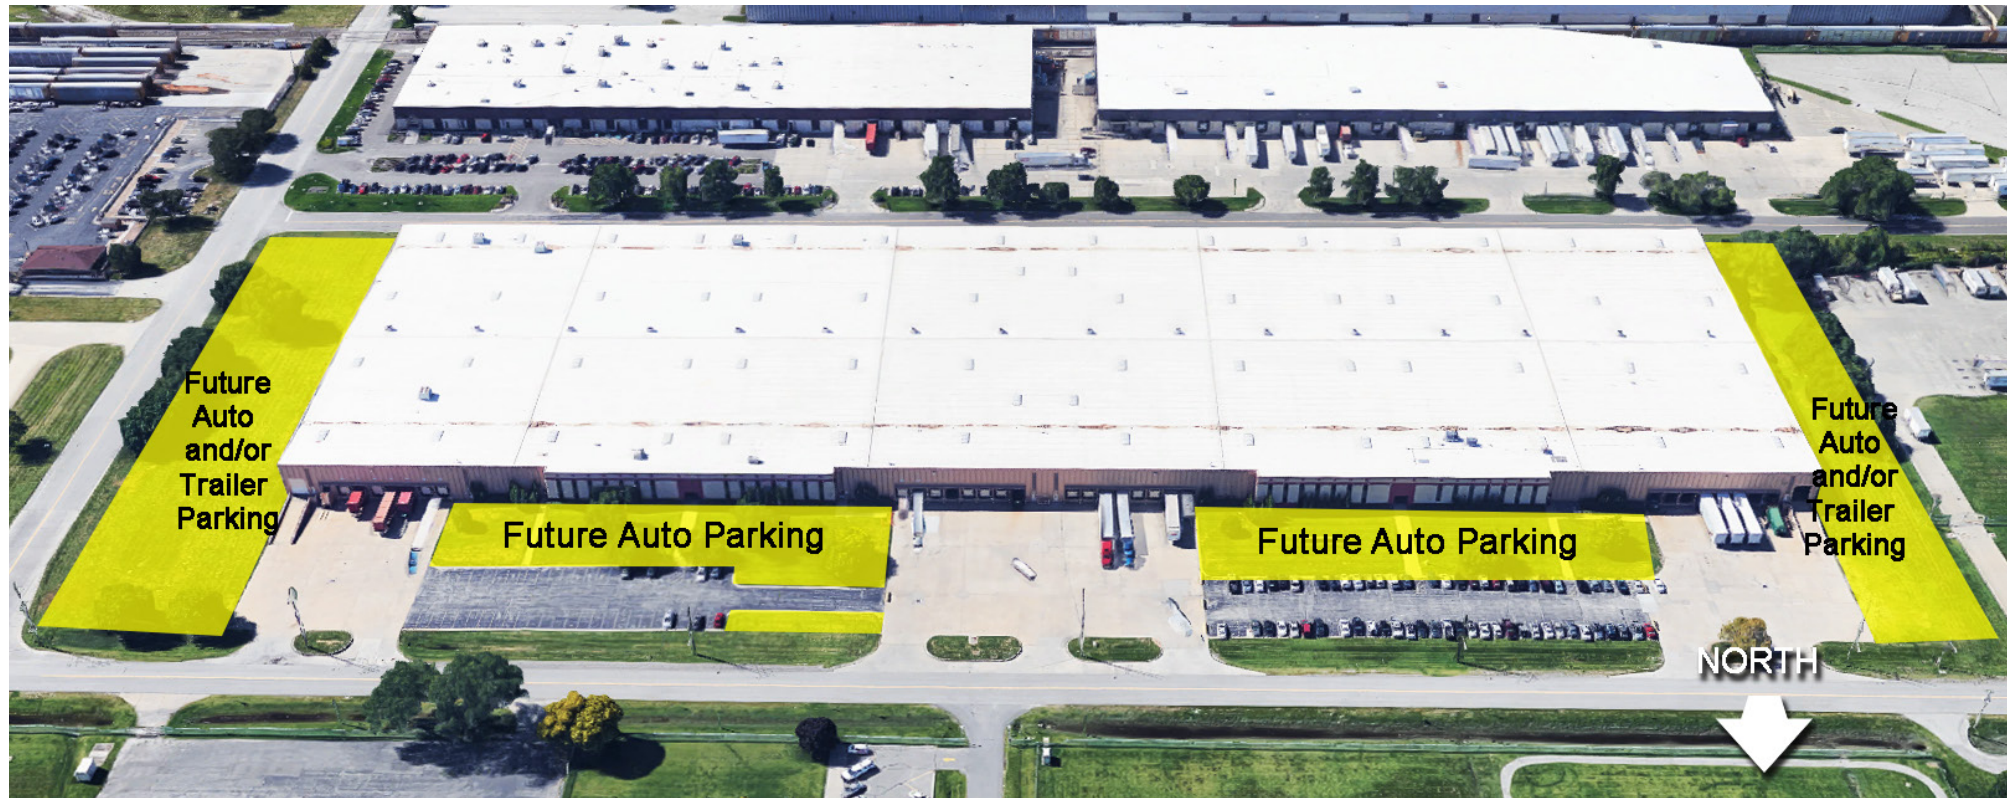 Future
Auto
and/or
Trailer
Parking
Future Auto Parking
Future Auto Parking
Future
Auto
and/or
Trailer
Parking
NORTH